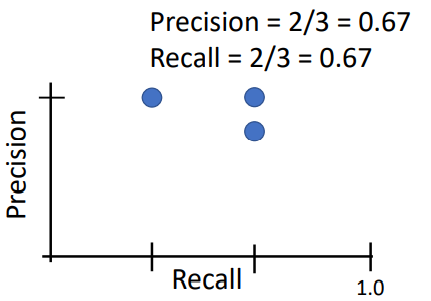 Precision = 2/3 = 0.67
Recall = 2/3 = 0.67
Precision
Recall
1.0